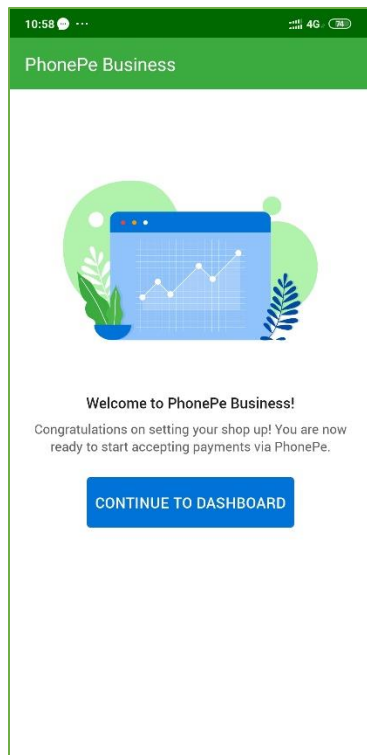 10:58 ... 4G 74
PhonePe Business
Welcome to PhonePe Business!
Congratulations on setting your shop up! You are now
ready to start accepting payments via PhonePe.
CONTINUE TO DASHBOARD